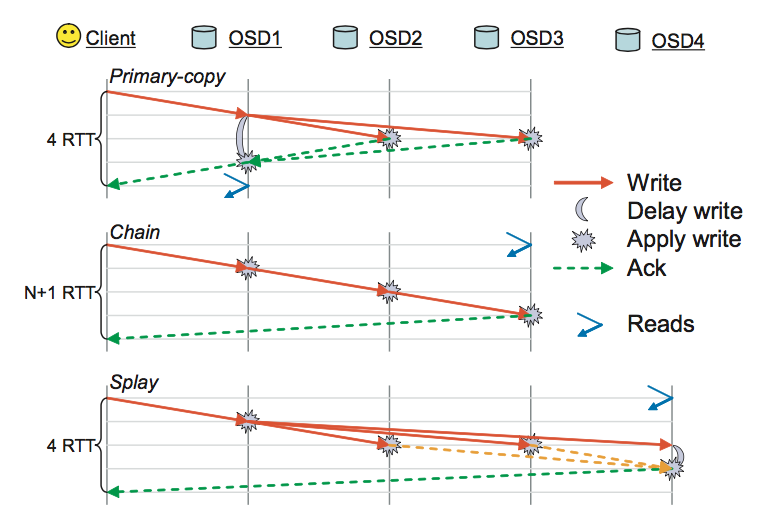 Client OSD1 OSD2 OSD3 OSD4
Primary-copy
4 RTT
Write
Delay write
Apply write
Ack
Reads
Chain
N+1 RTT
Splay
4 RTT